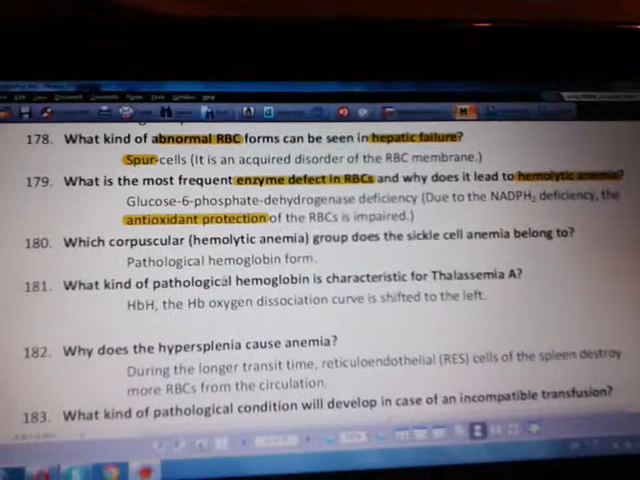 178. What kind of abnormal RBC forms can be seen in hepatic failure?
Spur-cells (It is an acquired disorder of the RBC membrane.)
179. What is the most frequent enzyme defect in RBCs and why does it lead to hemolytic anemia?
Glucose-6-phosphate-dehydrogenase deficiency (Due to the NADPH₂ deficiency, the
antioxidant protection of the RBCs is impaired.)
180. Which corpuscular (hemolytic anemia) group does the sickle cell anemia belong to?
Pathological hemoglobin form.
181. What kind of pathological hemoglobin is characteristic for Thalassemia A?
HbH, the Hb oxygen dissociation curve is shifted to the left.
182. Why does the hypersplenia cause anemia?
During the longer transit time, reticuloendothelial (RES) cells of the spleen destroy
more RBCs from the circulation.
183. What kind of pathological condition will develop in case of an incompatible transfusion?